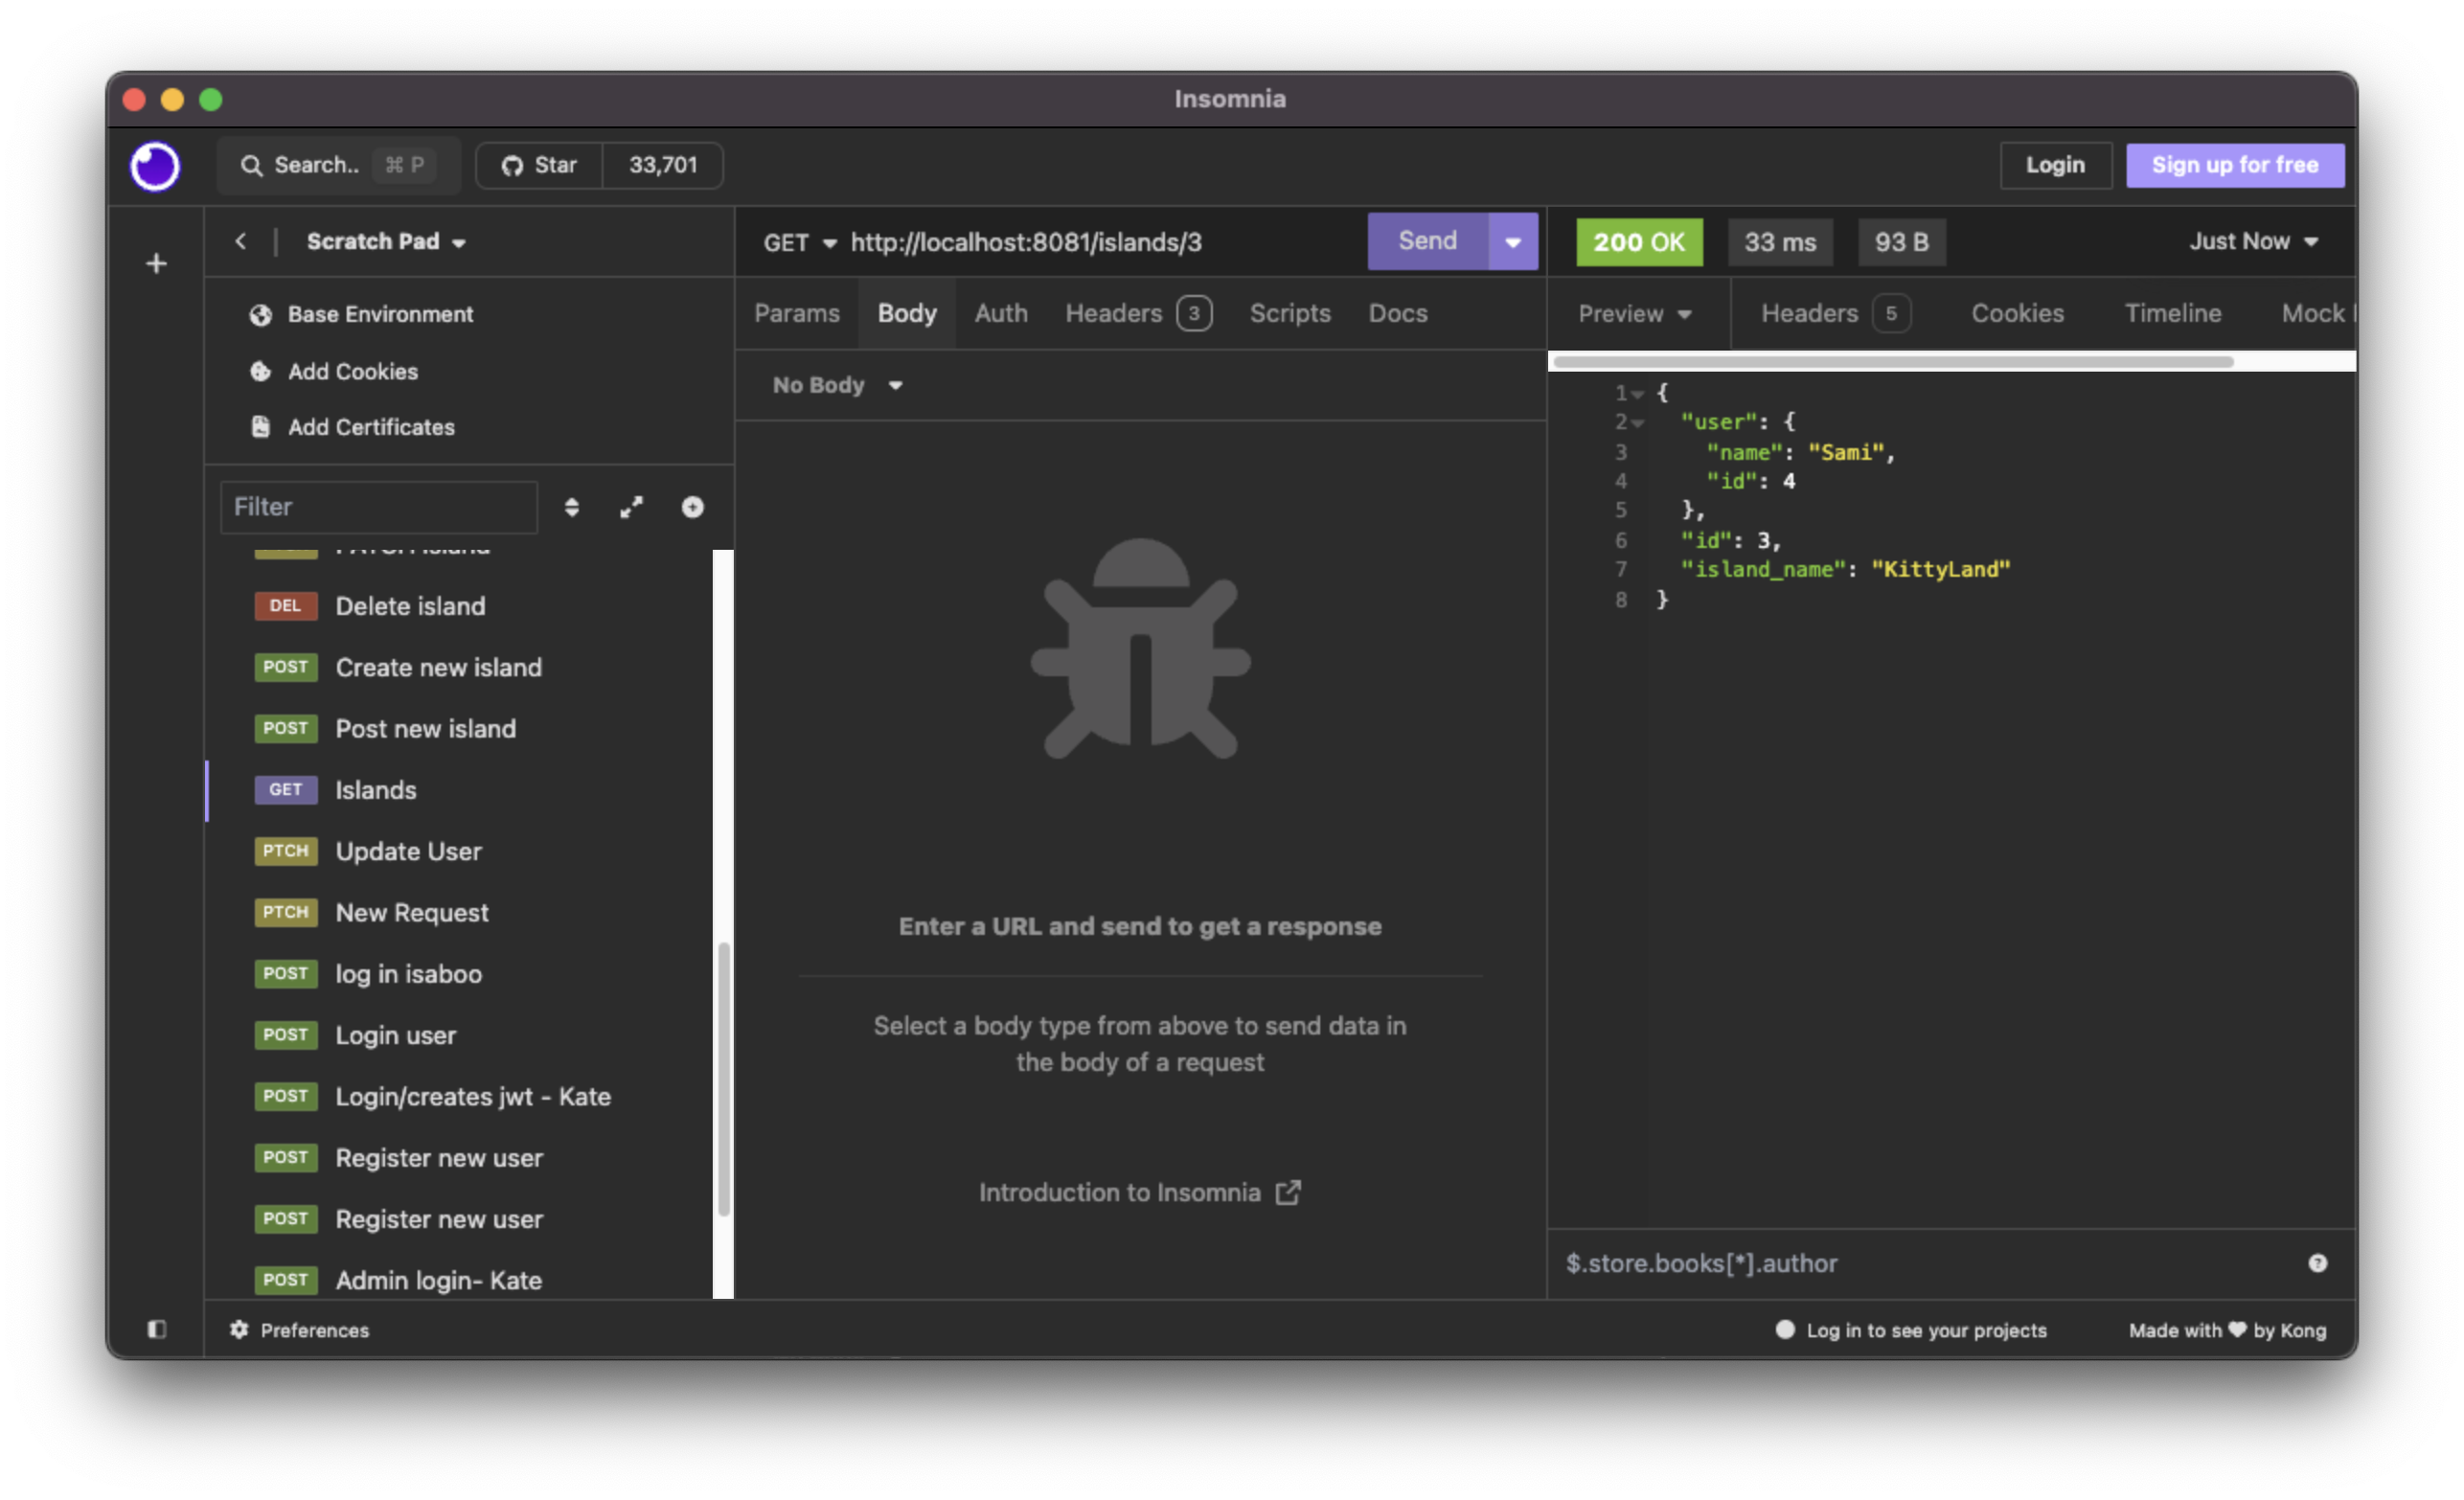 Insomnia
Search.. ⌘ P Star 33,701 Login Sign up for free
Scratch Pad
Base Environment
Add Cookies
Add Certificates
Filter
PATCH island
DEL Delete island
POST Create new island
POST Post new island
GET Islands
PTCH Update User
PTCH New Request
POST log in isaboo
POST Login user
POST Login/creates jwt - Kate
POST Register new user
POST Register new user
POST Admin login- Kate
Preferences
GET http://localhost:8081/islands/3 Send
Params Body Auth Headers 3 Scripts Docs
No Body
Enter a URL and send to get a response
Select a body type from above to send data in
the body of a request
Introduction to Insomnia
200 OK 33 ms 93 B Just Now
Preview Headers 5 Cookies Timeline Mock
1 {
2 "user": {
3 "name": "Sami",
4 "id": 4
5 },
6 "id": 3,
7 "island_name": "KittyLand"
8 }
$.store.books[*].author
Log in to see your projects Made with ♥ by Kong